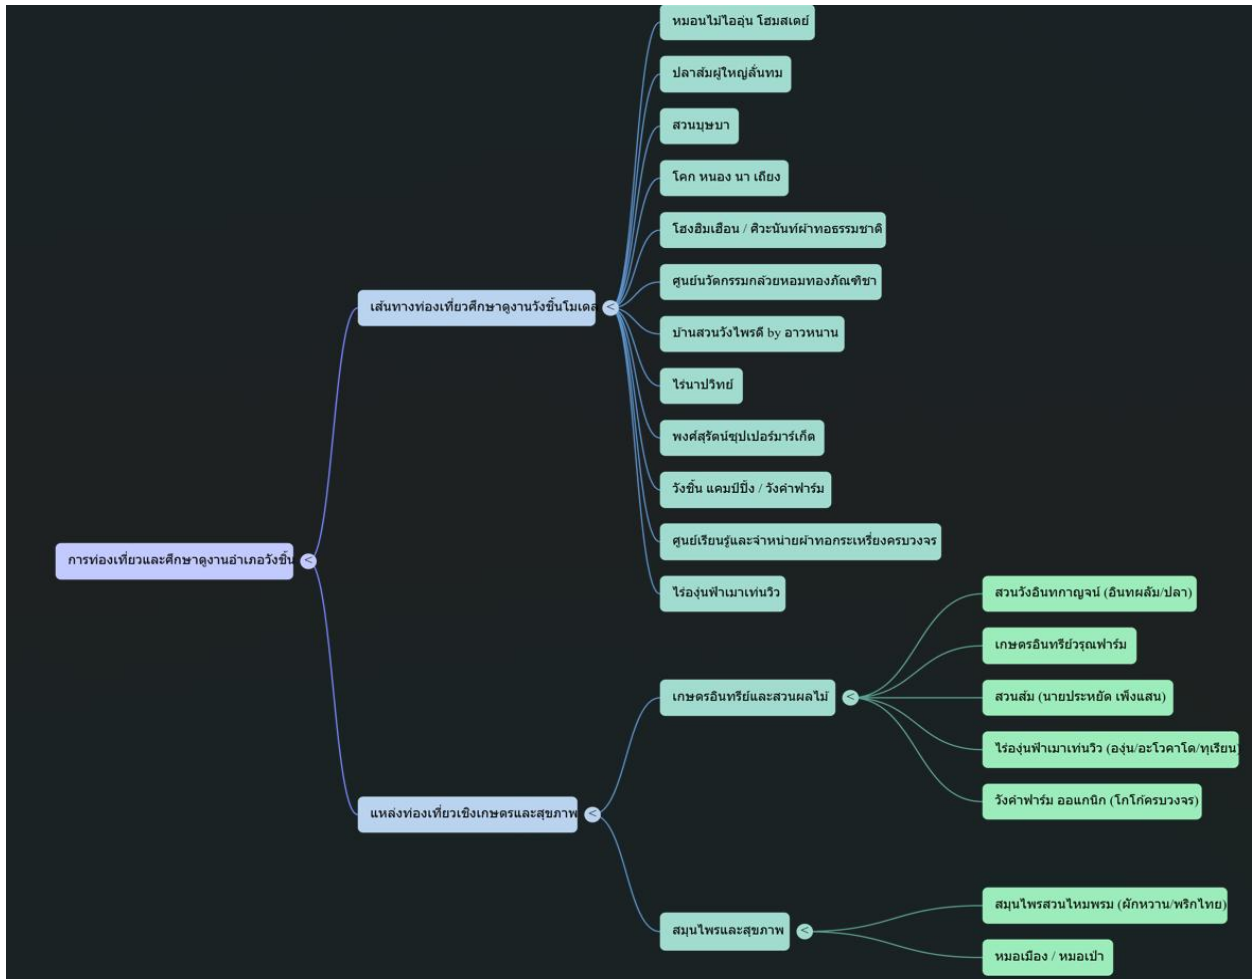 หมอนไม้ไออุ่น โฮมสเตย์
ปลาส้มผู้ใหญ่ลั่นทม
สวนบุษบา
โคก หนอง นา เถียง
โฮงฮิมเฮือน / ศิวะนันท์ผ้าทอธรรมชาติ
ศูนย์นวัตกรรมกล้วยหอมทองภัณฑิชา
เส้นทางท่องเที่ยวศึกษาดูงานวังชิ้นโมเดล <
บ้านสวนวังไพรดี by อาวหนาน
ไร่นาปวิทย์
พงศ์สุรัตน์ซุปเปอร์มาร์เก็ต
วังชิ้น แคมป์ปิ้ง / วังคำฟาร์ม
ศูนย์เรียนรู้และจำหน่ายผ้าทอกระเหรี่ยงครบวงจร
การท่องเที่ยวและศึกษาดูงานอำเภอวังชิ้น <
ไร่องุ่นฟ้าเมาเท่นวิว
สวนวังอินทกาญจน์ (อินทผลัม/ปลา)
เกษตรอินทรีย์วรุณฟาร์ม
เกษตรอินทรีย์และสวนผลไม้ <
สวนส้ม (นายประหยัด เพ็งแสน)
ไร่องุ่นฟ้าเมาเท่นวิว (องุ่น/อะโวคาโด/ทุเรียน)
วังคำฟาร์ม ออแกนิก (โกโก้ครบวงจร)
แหล่งท่องเที่ยวเชิงเกษตรและสุขภาพ <
สมุนไพรสวนไหมพรม (ผักหวาน/พริกไทย)
สมุนไพรและสุขภาพ <
หมอเมือง / หมอเป่า